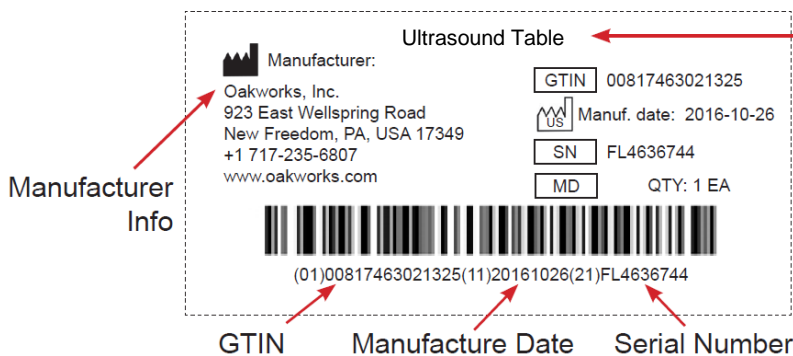 Ultrasound Table
Manufacturer:
Oakworks, Inc.
923 East Wellspring Road
New Freedom, PA, USA 17349
+1 717-235-6807
www.oakworks.com
GTIN 00817463021325
US Manuf. date: 2016-10-26
SN FL4636744
MD QTY: 1 EA
Manufacturer
Info
(01)00817463021325(11)20161026(21)FL4636744
GTIN Manufacture Date Serial Number